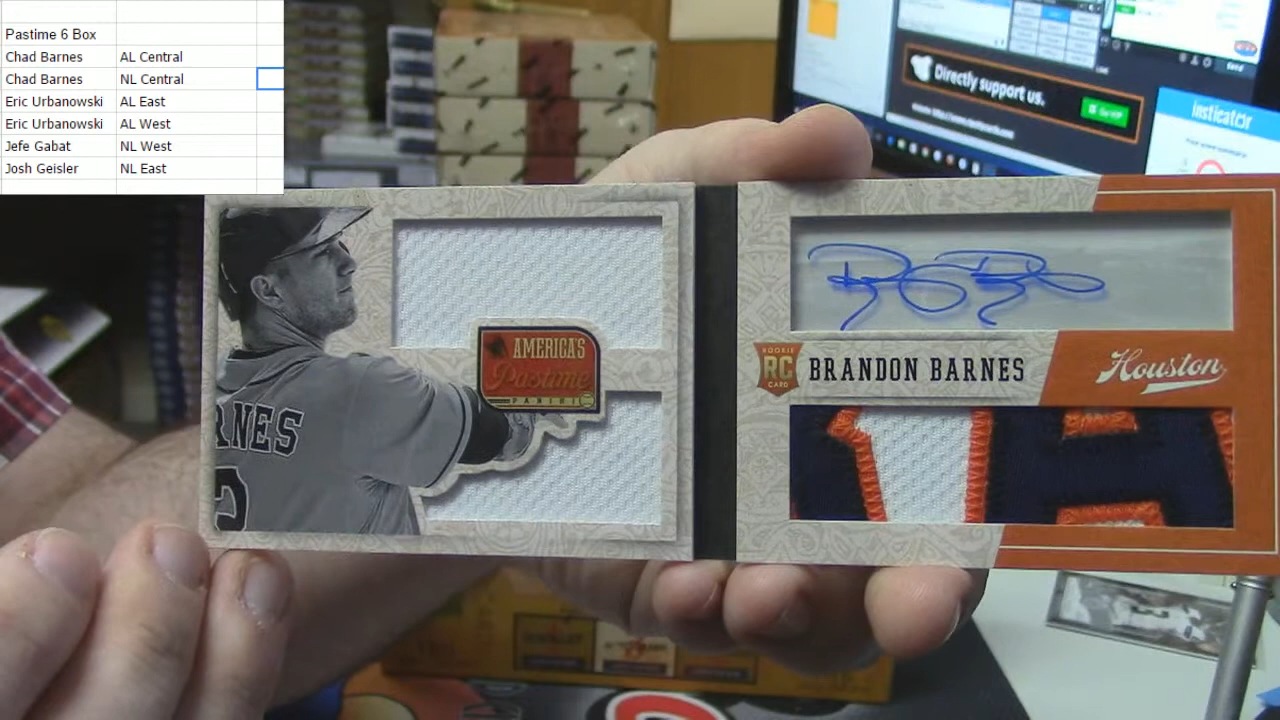 Pastime 6 Box
Chad Barnes AL Central
Chad Barnes NL Central
Eric Urbanowski AL East
Eric Urbanowski AL West
Jefe Gabat NL West
Josh Geisler NL East
Directly support us.
insticator
RNES
AMERICA'S
Pastime
PANINI
ROOKIE
RC
CARD
BRANDON BARNES
Houston